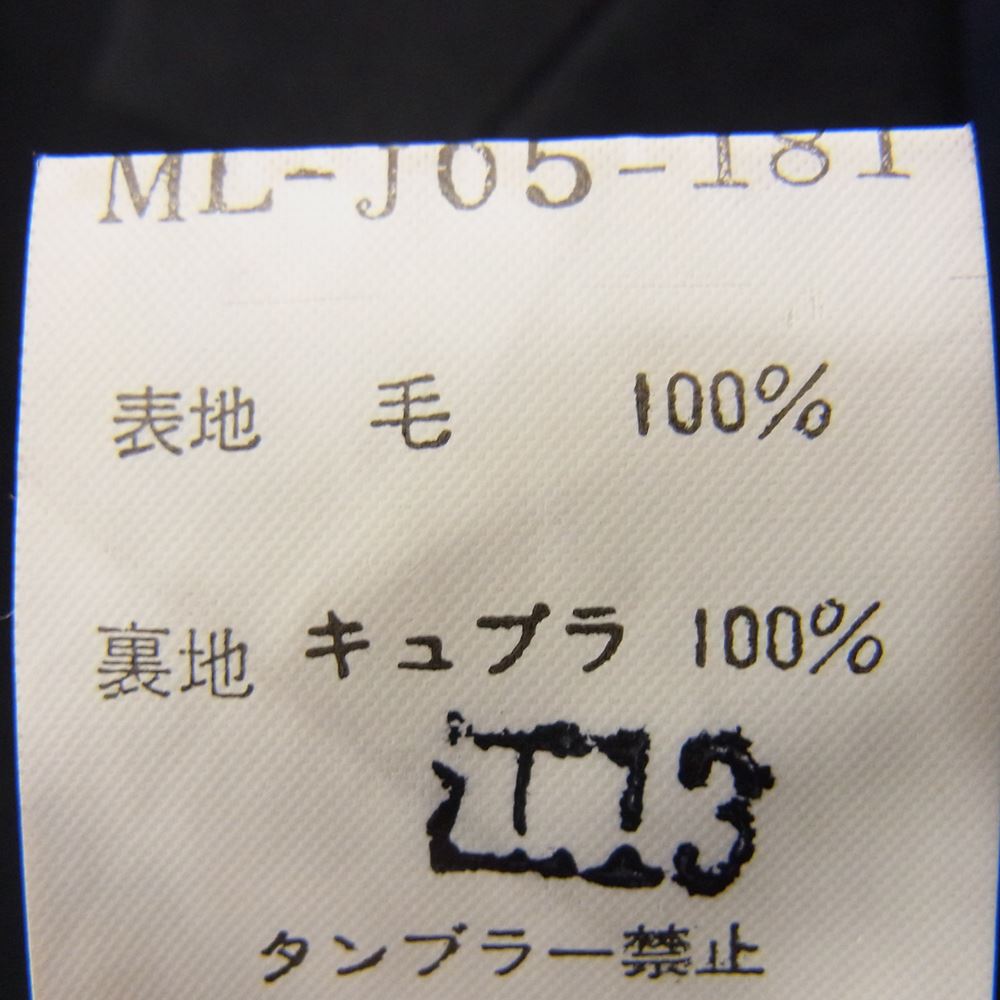 ML-J05-181
表地 毛 100%
裏地 キュプラ 100%
タンブラー禁止